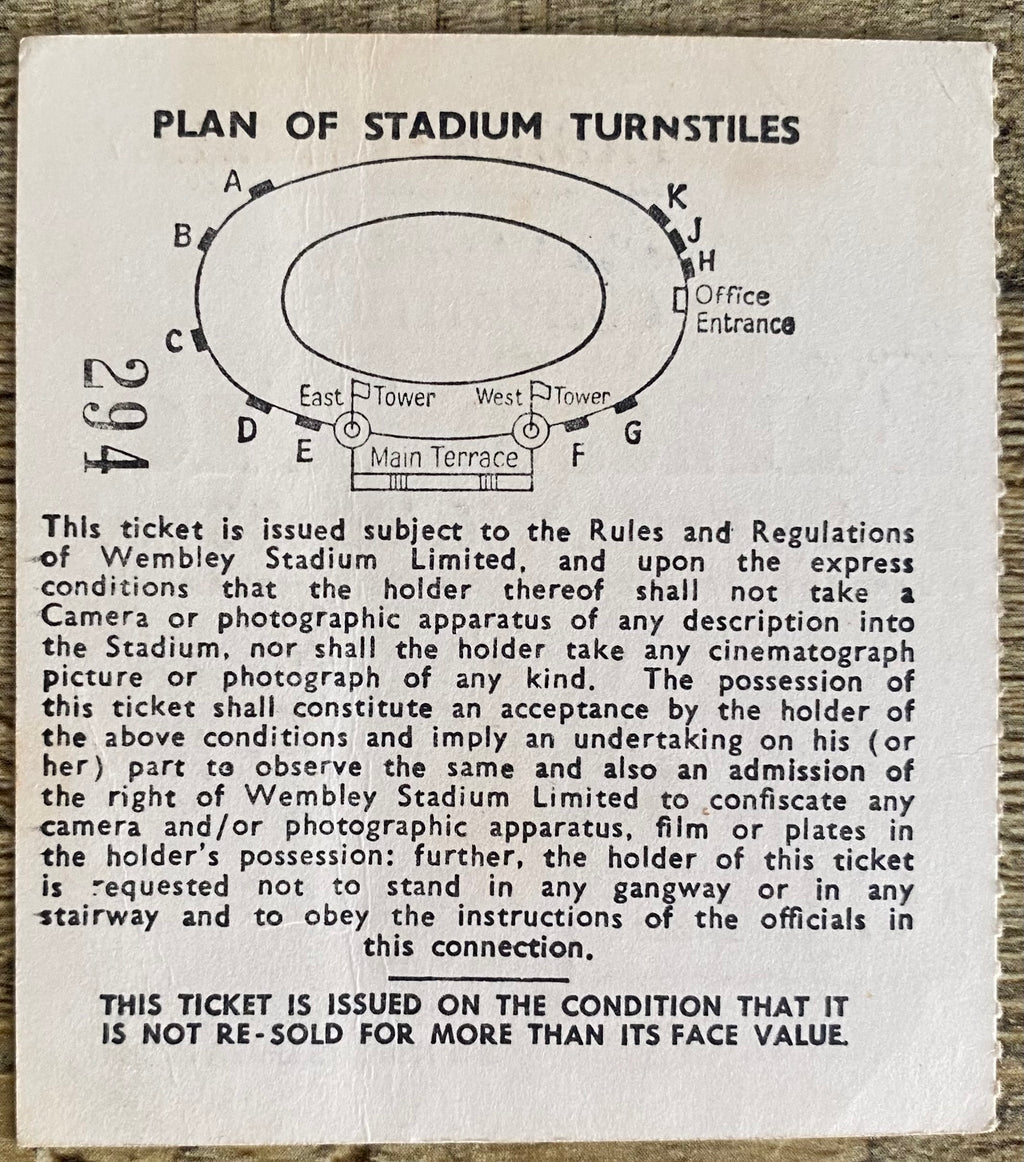 PLAN OF STADIUM TURNSTILES
A
K
B
J
H
Office
Entrance
C
294
East Tower
West Tower
D
E
Main Terrace
F
G
This ticket is issued subject to the Rules and Regulations
of Wembley Stadium Limited, and upon the express
conditions that the holder thereof shall not take a
Camera or photographic apparatus of any description into
the Stadium, nor shall the holder take any cinematograph
picture or photograph of any kind. The possession of
this ticket shall constitute an acceptance by the holder of
the above conditions and imply an undertaking on his (or
her) part to observe the same and also an admission of
the right of Wembley Stadium Limited to confiscate any
camera and/or photographic apparatus, film or plates in
the holder's possession: further, the holder of this ticket
is requested not to stand in any gangway or in any
stairway and to obey the instructions of the officials in
this connection.
THIS TICKET IS ISSUED ON THE CONDITION THAT IT
IS NOT RE-SOLD FOR MORE THAN ITS FACE VALUE.